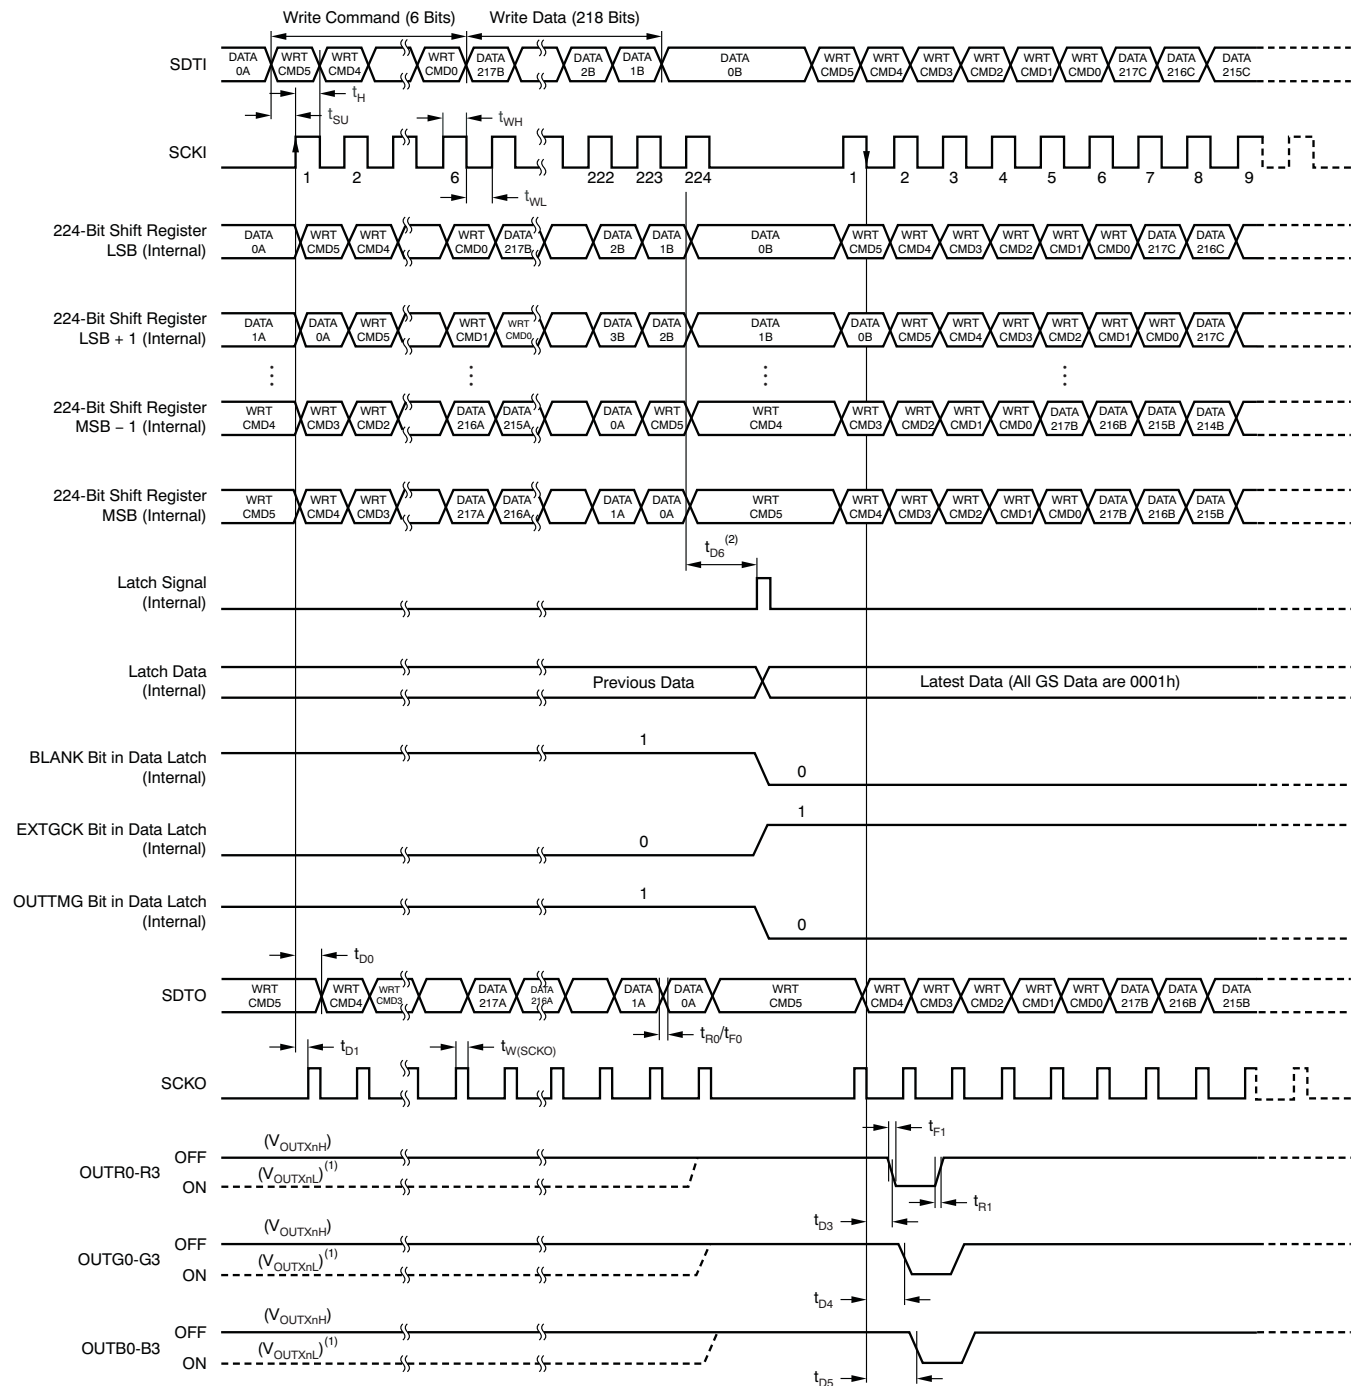 Write Command (6 Bits) Write Data (218 Bits)
SDTI DATA 0A WRT CMD5 WRT CMD4 WRT CMD0 DATA 217B DATA 2B DATA 1B DATA 0B WRT CMD5 WRT CMD4 WRT CMD3 WRT CMD2 WRT CMD1 WRT CMD0 DATA 217C DATA 216C DATA 215C
tH
tSU tWH
SCKI
1 2 6 222 223 224 1 2 3 4 5 6 7 8 9
tWL
224-Bit Shift Register
LSB (Internal)
DATA 0A WRT CMD5 WRT CMD4 WRT CMD0 DATA 217B DATA 2B DATA 1B DATA 0B WRT CMD5 WRT CMD4 WRT CMD3 WRT CMD2 WRT CMD1 WRT CMD0 DATA 217C DATA 216C
224-Bit Shift Register
LSB + 1 (Internal)
DATA 1A DATA 0A WRT CMD5 WRT CMD1 WRT CMD0 DATA 3B DATA 2B DATA 1B DATA 0B WRT CMD5 WRT CMD4 WRT CMD3 WRT CMD2 WRT CMD1 WRT CMD0 DATA 217C
224-Bit Shift Register
MSB – 1 (Internal)
WRT CMD4 WRT CMD3 WRT CMD2 DATA 216A DATA 215A DATA 0A WRT CMD5 WRT CMD4 WRT CMD3 WRT CMD2 WRT CMD1 WRT CMD0 DATA 217B DATA 216B DATA 215B DATA 214B
224-Bit Shift Register
MSB (Internal)
WRT CMD5 WRT CMD4 WRT CMD3 DATA 217A DATA 216A DATA 1A DATA 0A WRT CMD5 WRT CMD4 WRT CMD3 WRT CMD2 WRT CMD1 WRT CMD0 DATA 217B DATA 216B DATA 215B
tD6 (2)
Latch Signal
(Internal)
Latch Data
(Internal)
Previous Data Latest Data (All GS Data are 0001h)
BLANK Bit in Data Latch
(Internal)
1 0
EXTGCK Bit in Data Latch
(Internal)
0 1
OUTTMG Bit in Data Latch
(Internal)
1 0
tD0
SDTO WRT CMD5 WRT CMD4 WRT CMD3 DATA 217A DATA 216A DATA 1A DATA 0A WRT CMD5 WRT CMD4 WRT CMD3 WRT CMD2 WRT CMD1 WRT CMD0 DATA 217B DATA 216B DATA 215B
tD1 tW(SCKO) tR0/tF0
SCKO
tF1
OUTR0-R3 OFF (VOUTXnH)
ON (VOUTXnL)(1)
tR1
tD3
OUTG0-G3 OFF (VOUTXnH)
ON (VOUTXnL)(1)
tD4
OUTB0-B3 OFF (VOUTXnH)
ON (VOUTXnL)(1)
tD5